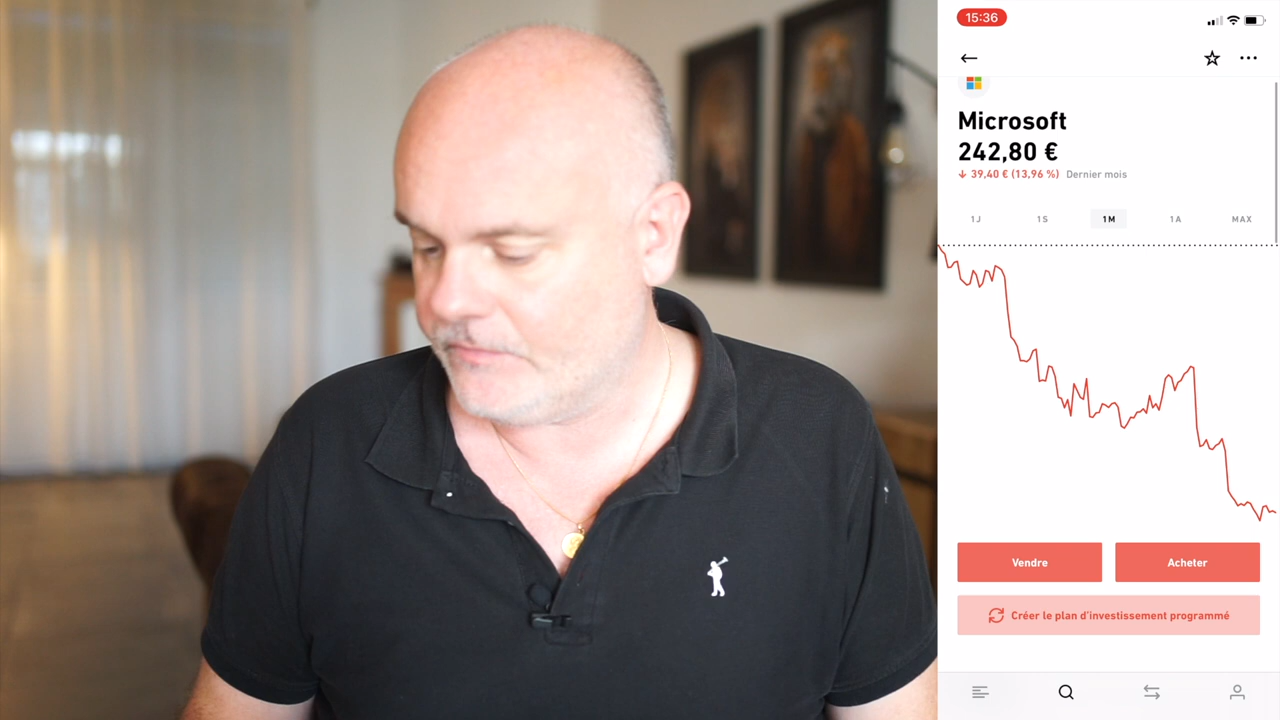 15:36
Microsoft
242,80 €
↓ 39,40 € (13,96 %) Dernier mois
1J 1S 1M 1A MAX
Vendre Acheter
Créer le plan d'investissement programmé